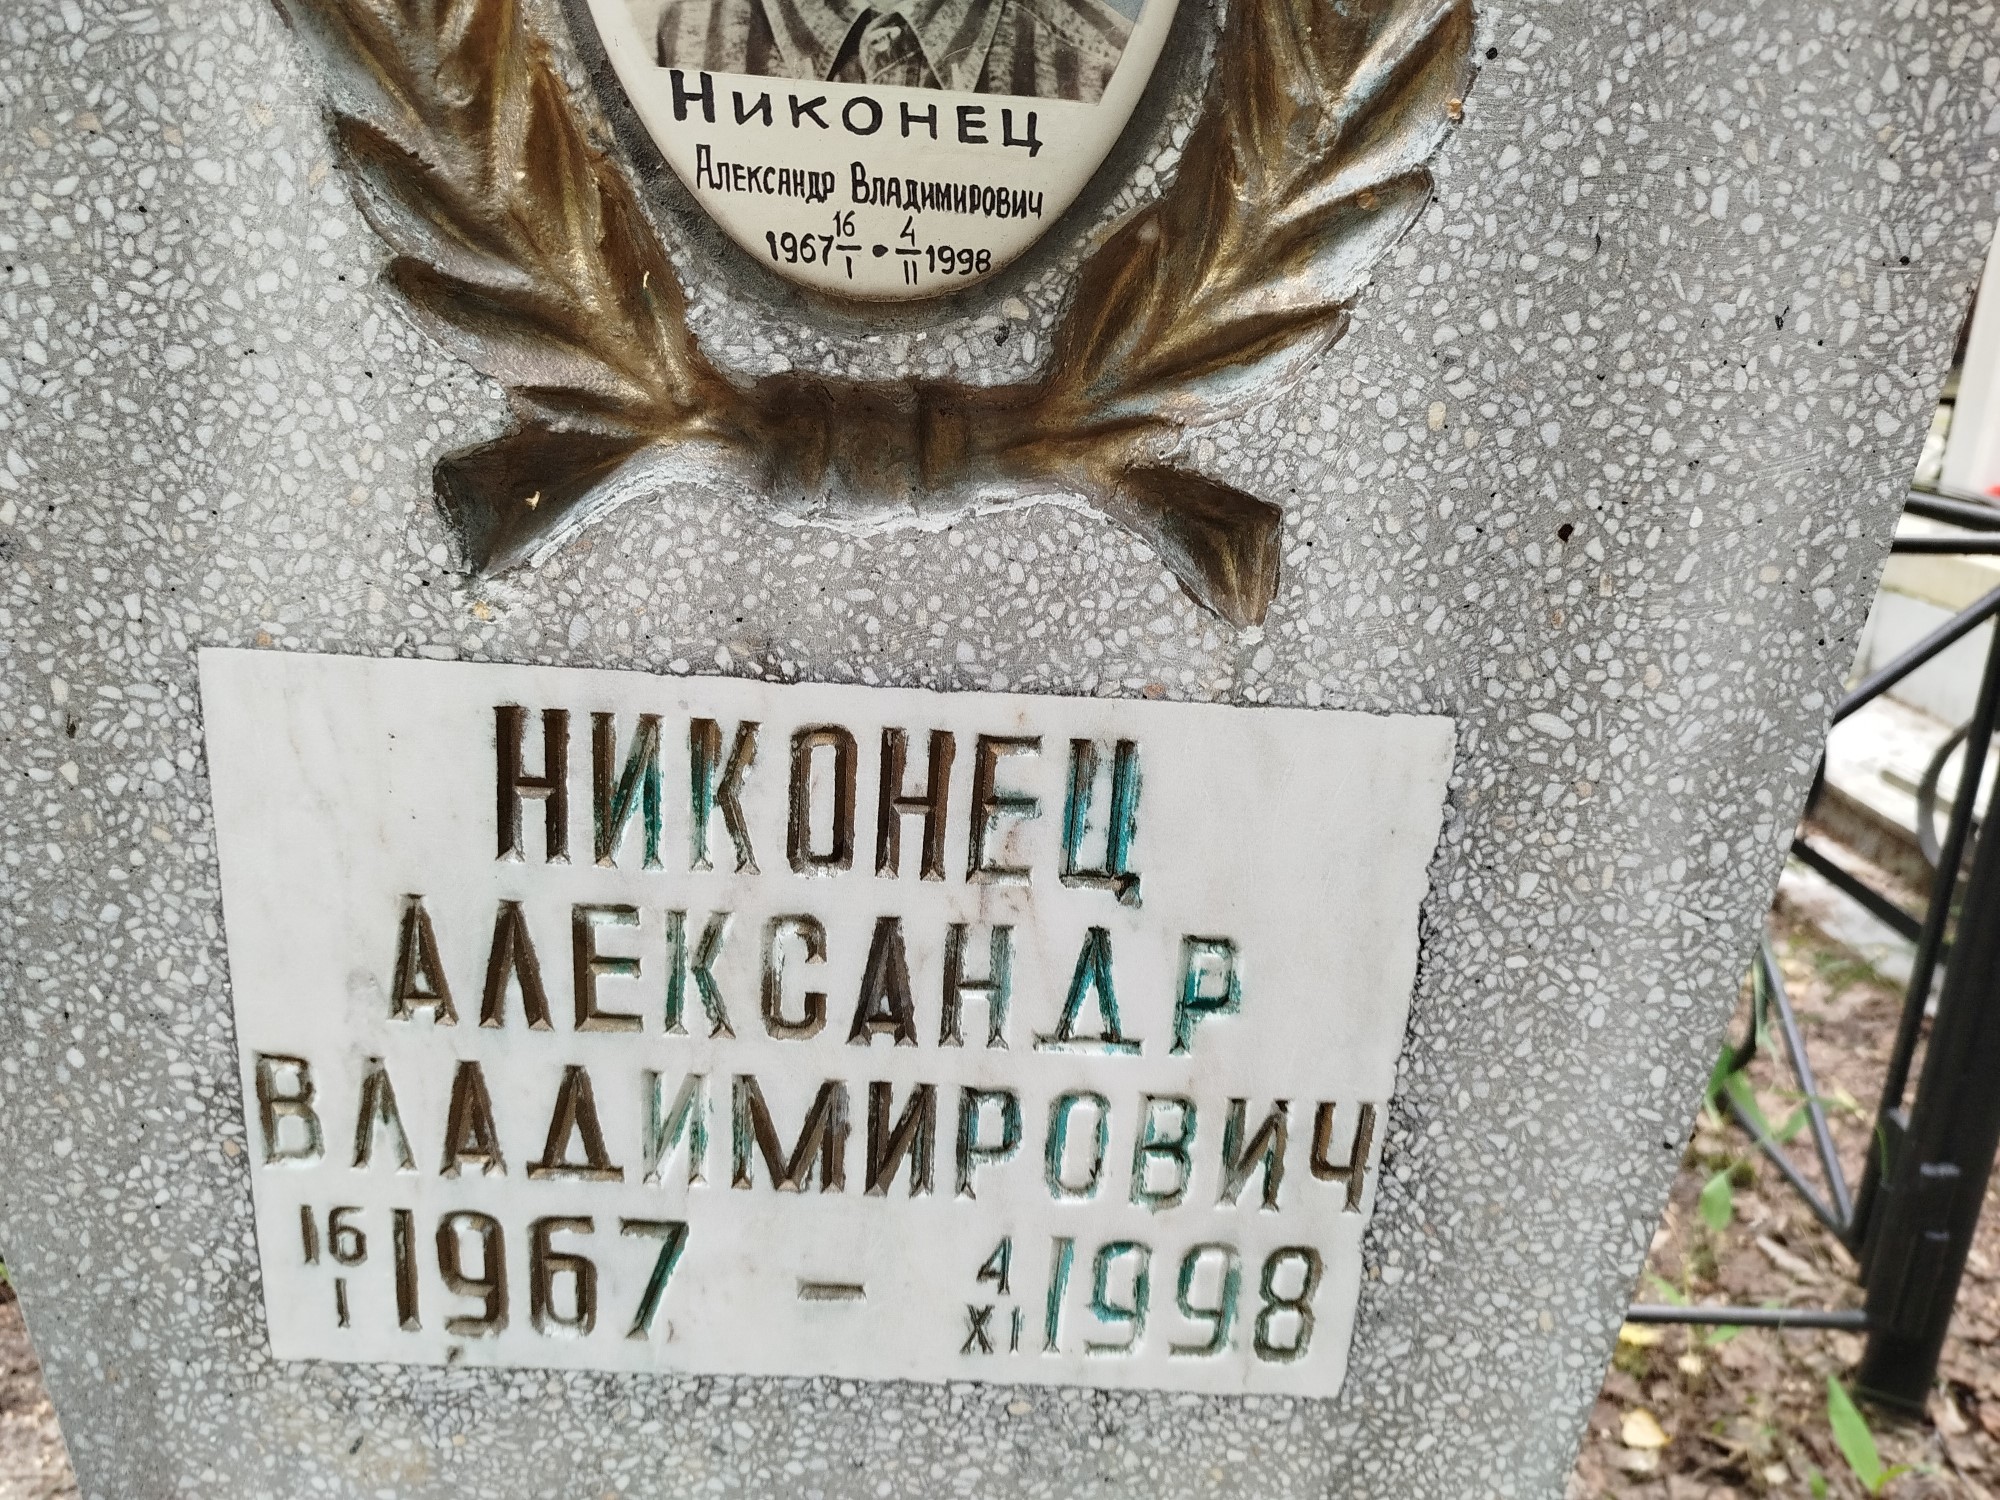 НИКОНЕЦ
АЛЕКСАНДР ВЛАДИМИРОВИЧ
1967 16/I • 4/II 1998
НИКОНЕЦ
АЛЕКСАНДР
ВЛАДИМИРОВИЧ
16/I 1967 – 4/XI 1998